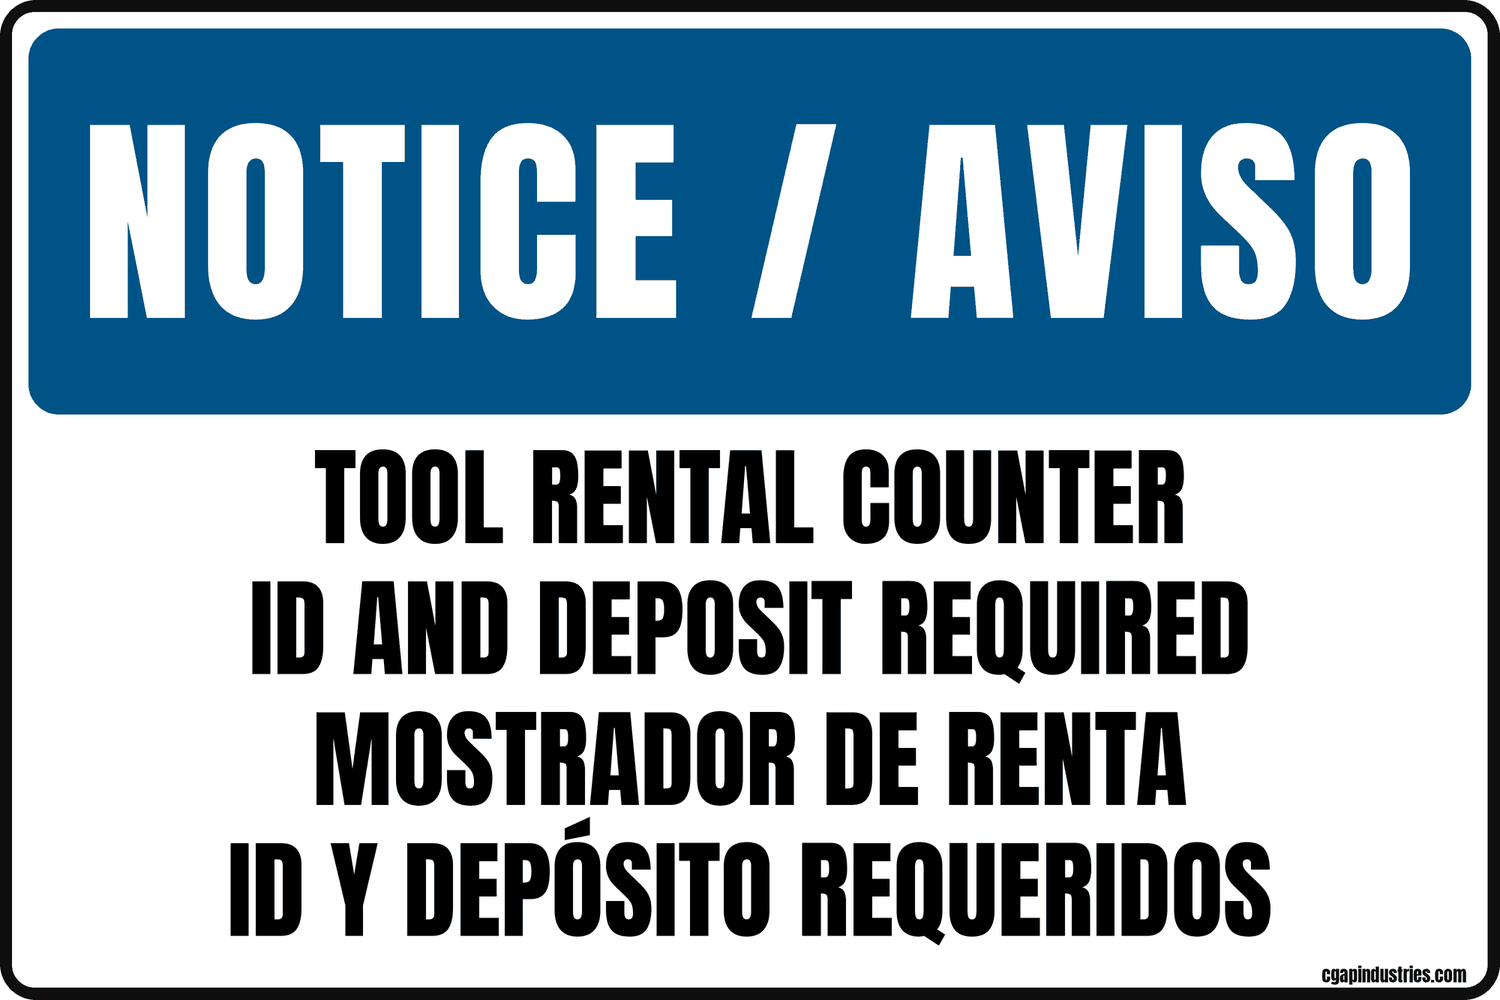 NOTICE / AVISO
TOOL RENTAL COUNTER
ID AND DEPOSIT REQUIRED
MOSTRADOR DE RENTA
ID Y DEPÓSITO REQUERIDOS
cgapindustries.com